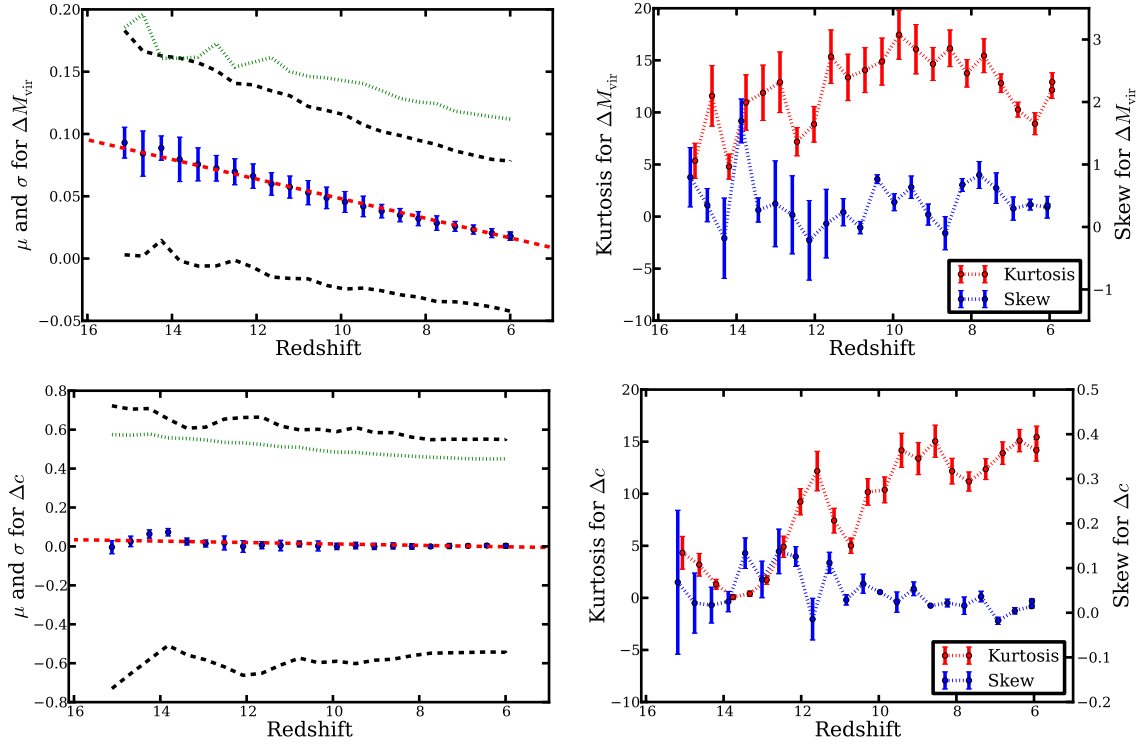 0.20
0.15
0.10
0.05
0.00
−0.05
μ and σ for ΔM_vir
16 14 12 10 8 6
Redshift
20
15
10
5
0
−5
−10
Kurtosis for ΔM_vir
3
2
1
0
−1
Skew for ΔM_vir
Kurtosis
Skew
16 14 12 10 8 6
Redshift
0.8
0.6
0.4
0.2
0.0
−0.2
−0.4
−0.6
−0.8
μ and σ for Δc
16 14 12 10 8 6
Redshift
20
15
10
5
0
−5
−10
Kurtosis for Δc
0.5
0.4
0.3
0.2
0.1
0.0
−0.1
−0.2
Skew for Δc
Kurtosis
Skew
16 14 12 10 8 6
Redshift